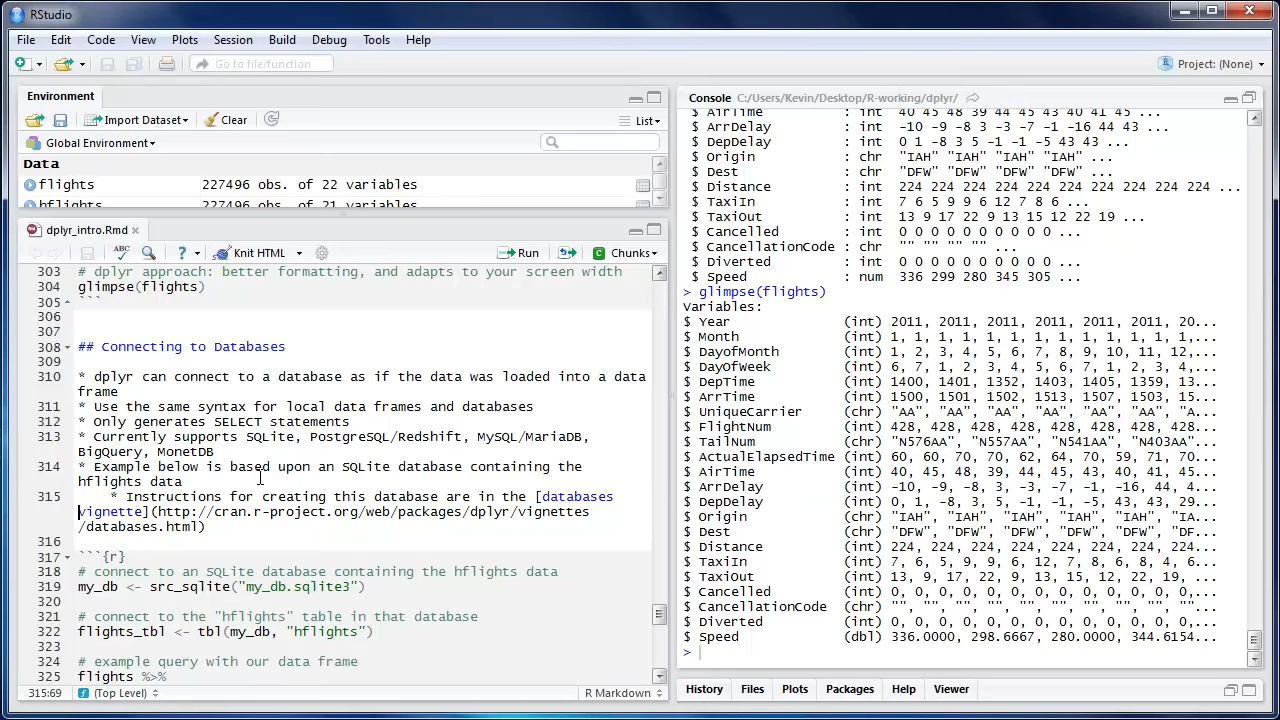 RStudio
File Edit Code View Plots Session Build Debug Tools Help
Go to file/function
Project: (None)
Environment
Import Dataset Clear List
Global Environment
Data
flights 227496 obs. of 22 variables
hflights 227496 obs. of 21 variables
dplyr_intro.Rmd
ABC ? Knit HTML Run Chunks
303 # dplyr approach: better formatting, and adapts to your screen width
304 glimpse(flights)
305 ```
306
307
308 ## Connecting to Databases
309
310 * dplyr can connect to a database as if the data was loaded into a data
frame
311 * Use the same syntax for local data frames and databases
312 * Only generates SELECT statements
313 * Currently supports SQLite, PostgreSQL/Redshift, MySQL/MariaDB,
BigQuery, MonetDB
314 * Example below is based upon an SQLite database containing the
hflights data
315 * Instructions for creating this database are in the [databases
vignette](http://cran.r-project.org/web/packages/dplyr/vignettes
/databases.html)
316
317 ```{r}
318 # connect to an SQLite database containing the hflights data
319 my_db <- src_sqlite("my_db.sqlite3")
320
321 # connect to the "hflights" table in that database
322 flights_tbl <- tbl(my_db, "hflights")
323
324 # example query with our data frame
325 flights %>%
315:69 (Top Level) R Markdown
Console C:/Users/Kevin/Desktop/R-working/dplyr/
$ AirTime : int 40 45 48 39 44 45 43 40 41 45 ...
$ ArrDelay : int -10 -9 -8 3 -3 -7 -1 -16 44 43 ...
$ DepDelay : int 0 1 -8 3 5 -1 -1 -5 43 43 ...
$ Origin : chr "IAH" "IAH" "IAH" "IAH" ...
$ Dest : chr "DFW" "DFW" "DFW" "DFW" ...
$ Distance : int 224 224 224 224 224 224 224 224 224 224 ...
$ TaxiIn : int 7 6 5 9 9 6 12 7 8 6 ...
$ TaxiOut : int 13 9 17 22 9 13 15 12 22 19 ...
$ Cancelled : int 0 0 0 0 0 0 0 0 0 0 ...
$ CancellationCode : chr "" "" "" "" ...
$ Diverted : int 0 0 0 0 0 0 0 0 0 0 ...
$ Speed : num 336 299 280 345 305 ...
> glimpse(flights)
Variables:
$ Year (int) 2011, 2011, 2011, 2011, 2011, 2011, 20...
$ Month (int) 1, 1, 1, 1, 1, 1, 1, 1, 1, 1, 1, 1, 1,...
$ DayofMonth (int) 1, 2, 3, 4, 5, 6, 7, 8, 9, 10, 11, 12,...
$ DayOfWeek (int) 6, 7, 1, 2, 3, 4, 5, 6, 7, 1, 2, 3, 4,...
$ DepTime (int) 1400, 1401, 1352, 1403, 1405, 1359, 13...
$ ArrTime (int) 1500, 1501, 1502, 1513, 1507, 1503, 15...
$ UniqueCarrier (chr) "AA", "AA", "AA", "AA", "AA", "AA", "A...
$ FlightNum (int) 428, 428, 428, 428, 428, 428, 428, 428...
$ TailNum (chr) "N576AA", "N557AA", "N541AA", "N403AA"...
$ ActualElapsedTime (int) 60, 60, 70, 70, 62, 64, 70, 59, 71, 70...
$ AirTime (int) 40, 45, 48, 39, 44, 45, 43, 40, 41, 45...
$ ArrDelay (int) -10, -9, -8, 3, -3, -7, -1, -16, 44, 4...
$ DepDelay (int) 0, 1, -8, 3, 5, -1, -1, -5, 43, 43, 29...
$ Origin (chr) "IAH", "IAH", "IAH", "IAH", "IAH", "IA...
$ Dest (chr) "DFW", "DFW", "DFW", "DFW", "DFW", "DF...
$ Distance (int) 224, 224, 224, 224, 224, 224, 224, 224...
$ TaxiIn (int) 7, 6, 5, 9, 9, 6, 12, 7, 8, 6, 8, 4, 6...
$ TaxiOut (int) 13, 9, 17, 22, 9, 13, 15, 12, 22, 19, ...
$ Cancelled (int) 0, 0, 0, 0, 0, 0, 0, 0, 0, 0, 0, 0, 0,...
$ CancellationCode (chr) "", "", "", "", "", "", "", "", "", ""...
$ Diverted (int) 0, 0, 0, 0, 0, 0, 0, 0, 0, 0, 0, 0, 0,...
$ Speed (dbl) 336.0000, 298.6667, 280.0000, 344.6154...
>
History Files Plots Packages Help Viewer